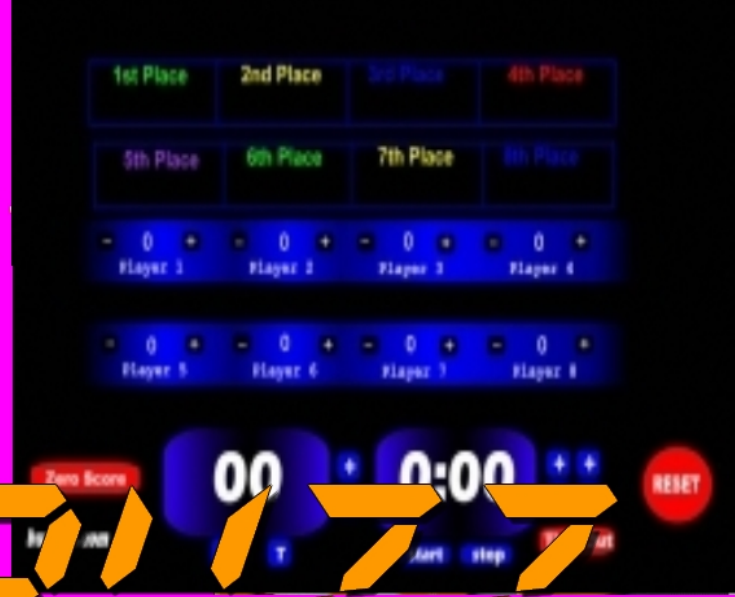 1st Place 2nd Place 3rd Place 4th Place
5th Place 6th Place 7th Place 8th Place
- 0 + - 0 + - 0 + - 0 +
Player 1 Player 2 Player 3 Player 4
- 0 + - 0 + - 0 + - 0 +
Player 5 Player 6 Player 7 Player 8
Zero Score 00 + 0:00 + + RESET
T stop